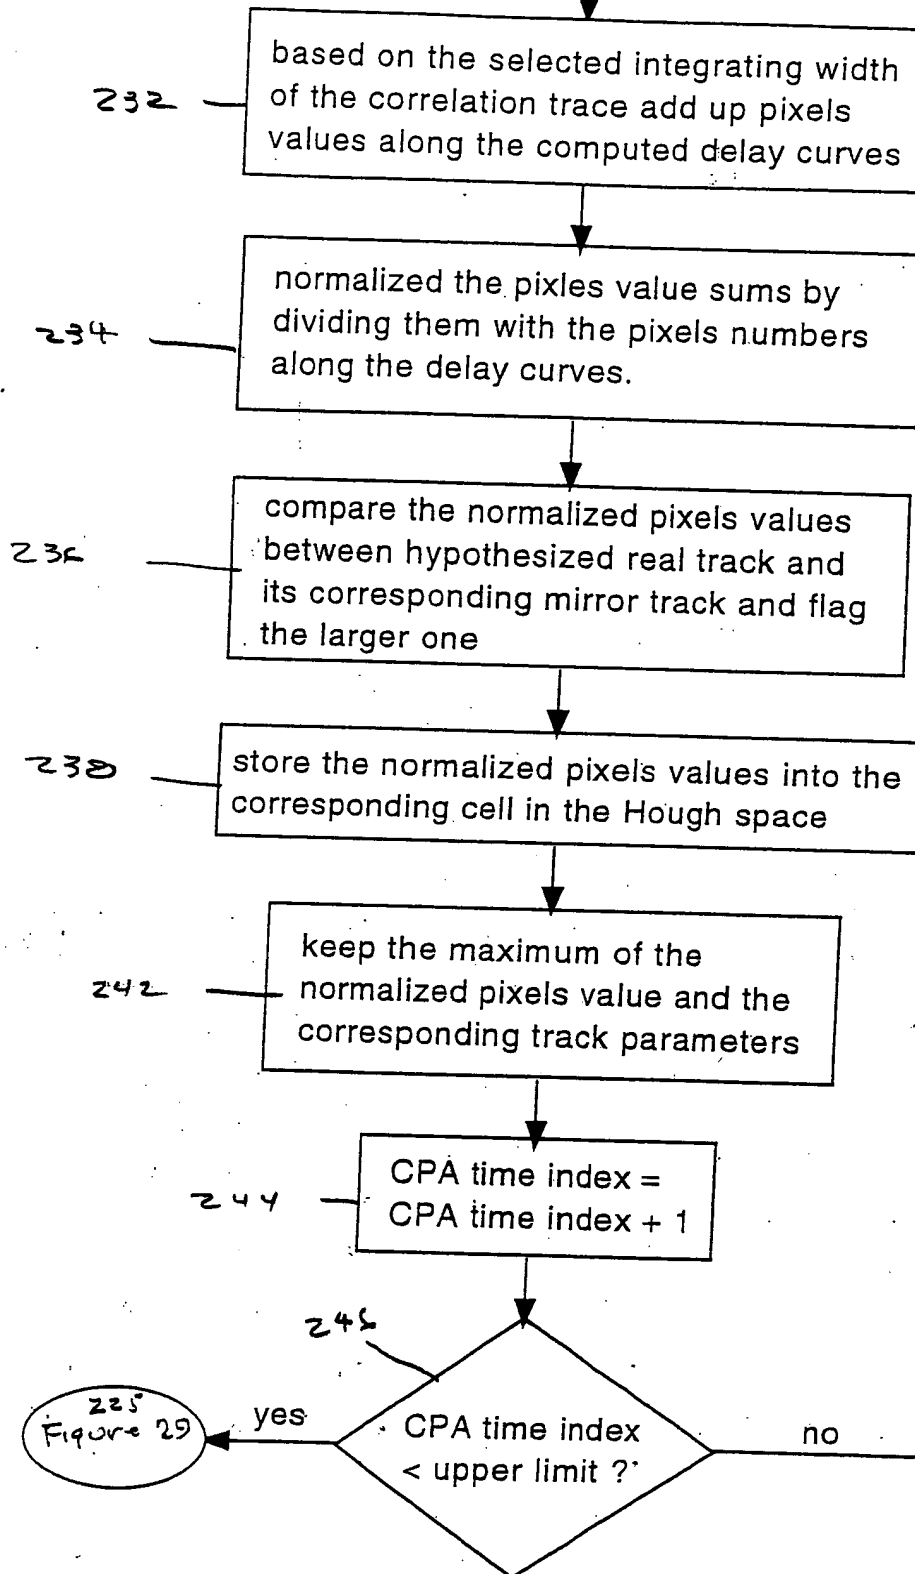 based on the selected integrating width
232
of the correlation trace add up pixels
values along the computed delay curves
normalized the pixles value sums by
234
dividing them with the pixels numbers
along the delay curves.
compare the normalized pixels values
236
between hypothesized real track and
its corresponding mirror track and flag
the larger one
238
store the normalized pixels values into the
corresponding cell in the Hough space
keep the maximum of the
242
normalized pixels value and the
corresponding track parameters
CPA time index =
244
CPA time index + 1
246
225
Figure 29
yes
CPA time index
< upper limit ?
no